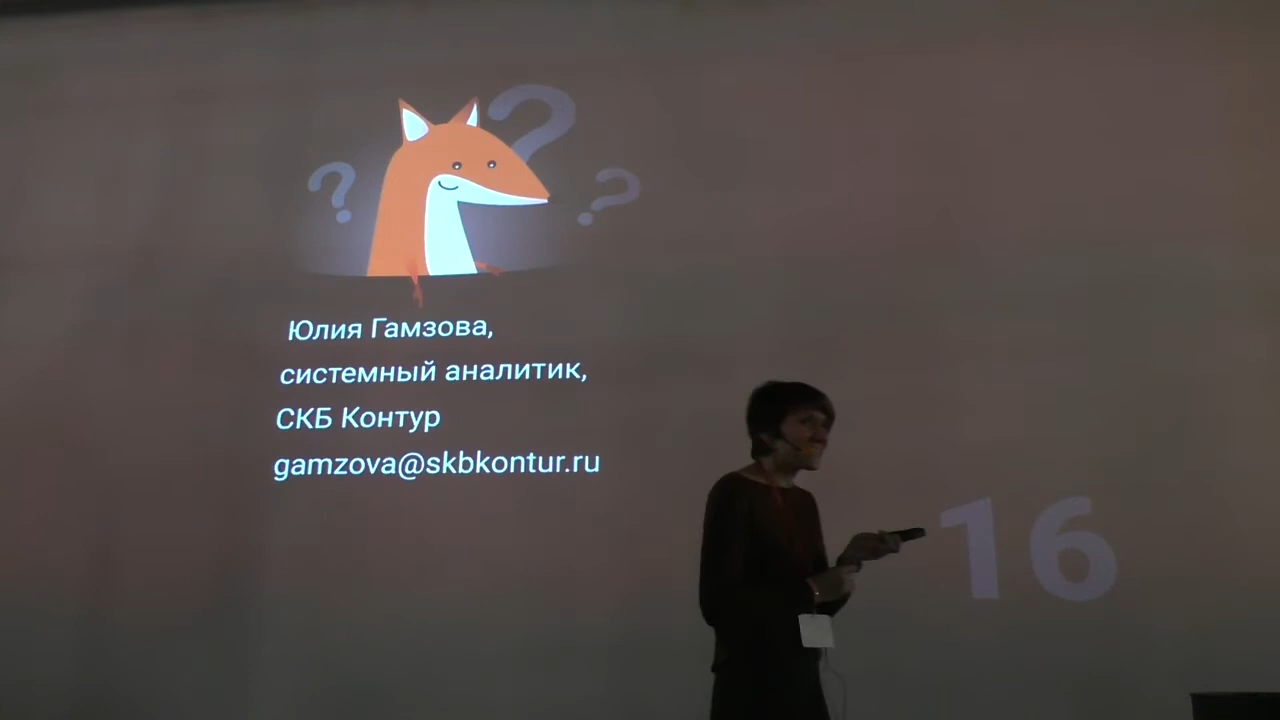 ? ? ?
Юлия Гамзова,
системный аналитик,
СКБ Контур
gamzova@skbkontur.ru
16